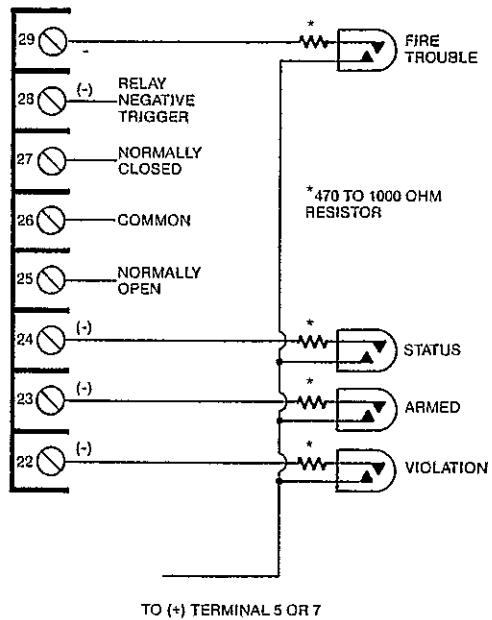 29 - * FIRE
TROUBLE
28 (-) RELAY
NEGATIVE
TRIGGER
27 NORMALLY
CLOSED
*470 TO 1000 OHM
RESISTOR
26 COMMON
25 NORMALLY
OPEN
24 (-) * STATUS
23 (-) * ARMED
22 (-) * VIOLATION
TO (+) TERMINAL 5 OR 7